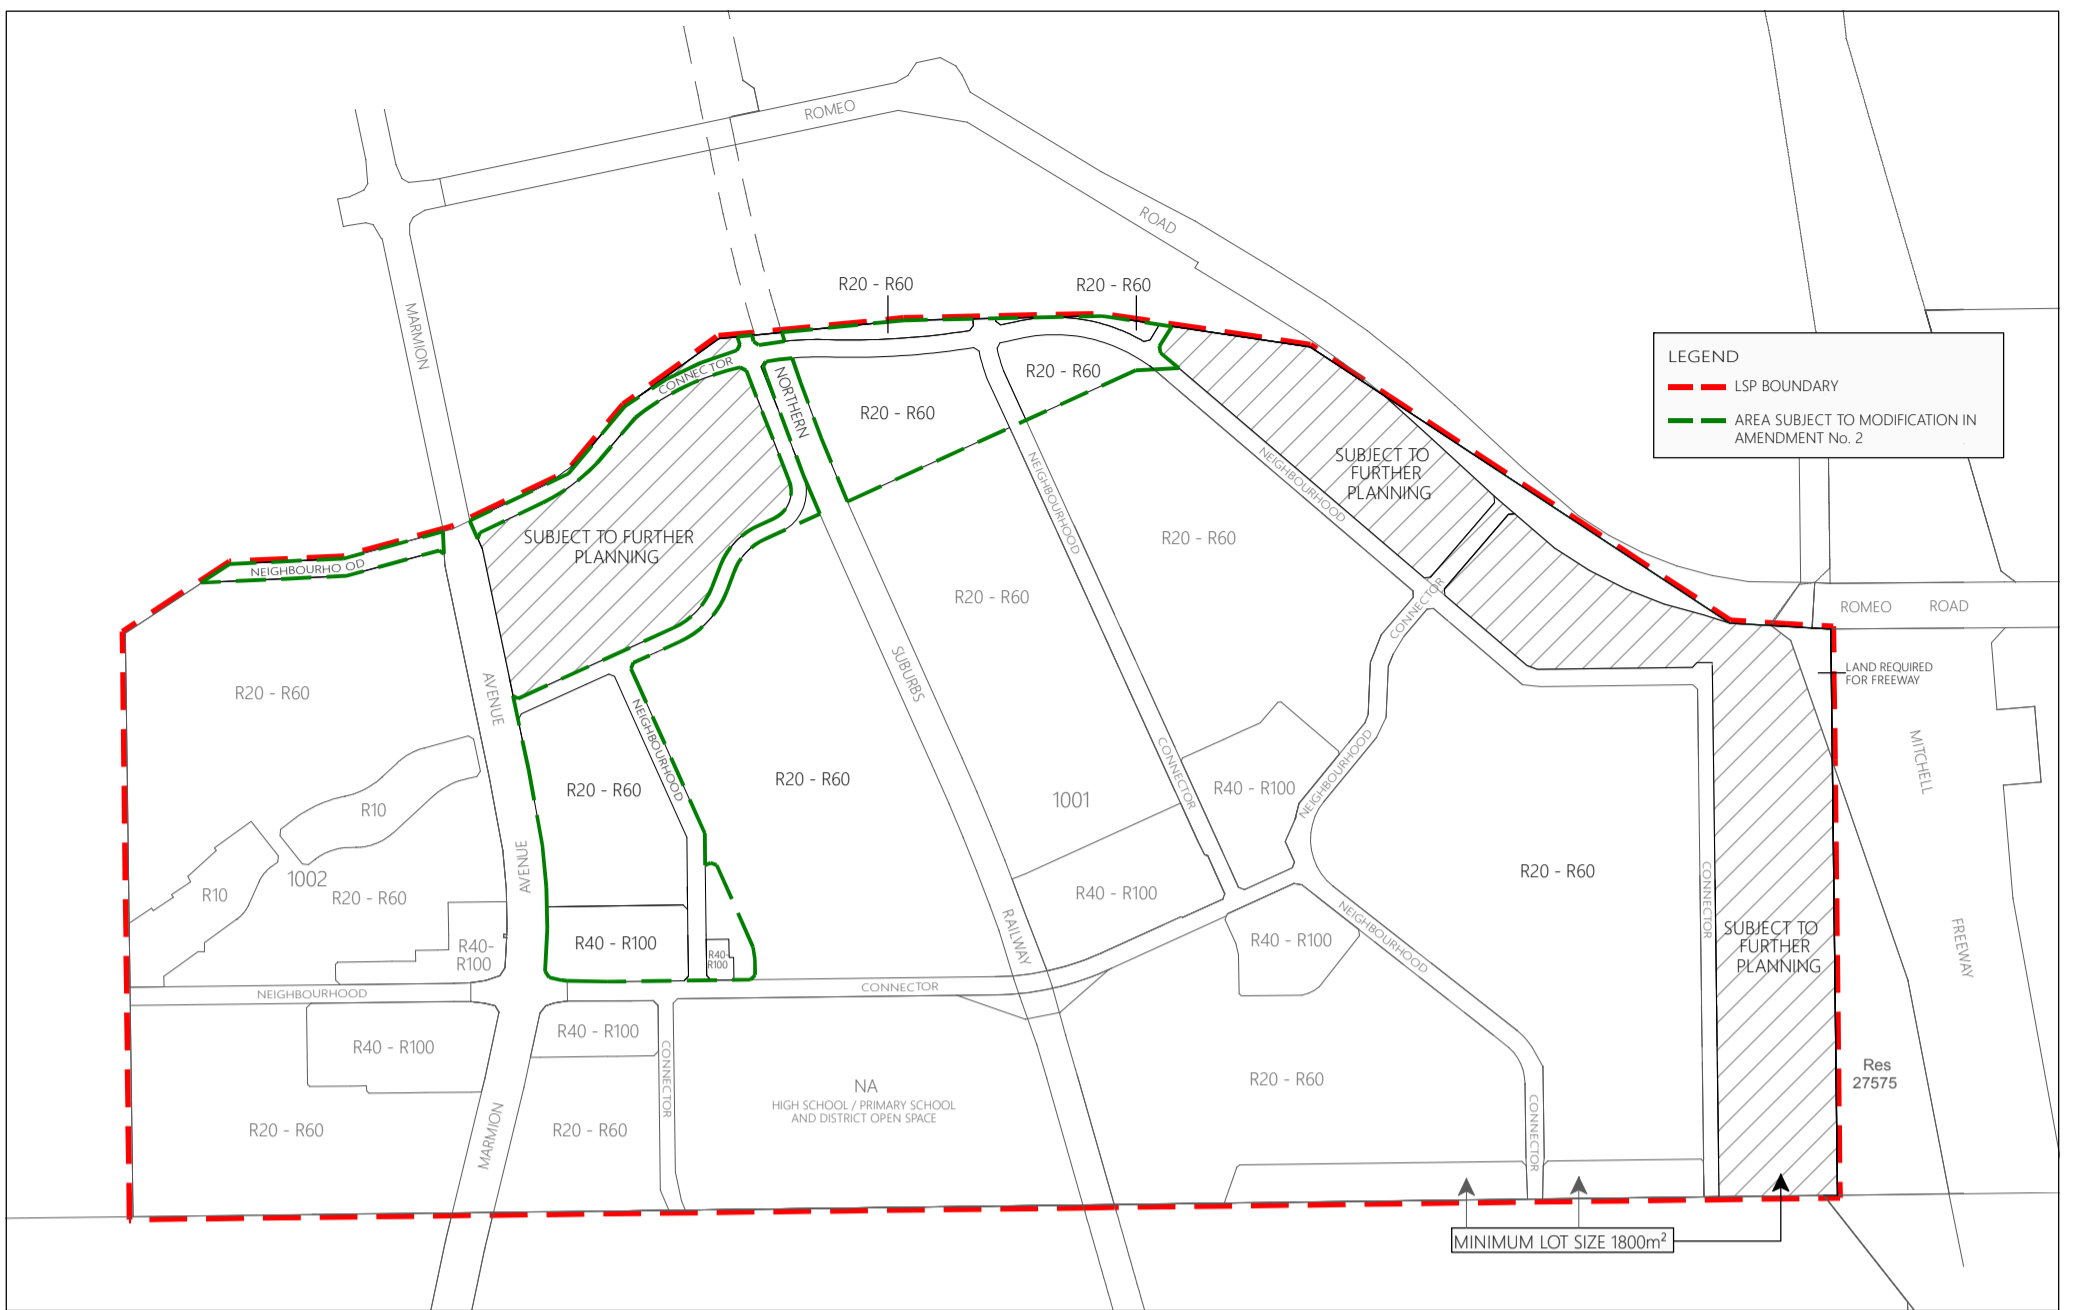 ROMEO
ROAD
R20 - R60
R20 - R60
MARMION
LEGEND
LSP BOUNDARY
AREA SUBJECT TO MODIFICATION IN
AMENDMENT No. 2
CONNECTOR
NORTHERN
R20 - R60
R20 - R60
NEIGHBOURHOOD
NEIGHBOURHOOD
SUBJECT TO
FURTHER
PLANNING
SUBJECT TO FURTHER
PLANNING
NEIGHBOURHO OD
R20 - R60
R20 - R60
CONNECTOR
ROMEO
ROAD
LAND REQUIRED
FOR FREEWAY
R20 - R60
AVENUE
SUBURBS
NEIGHBOURHOOD
R20 - R60
R20 - R60
CONNECTOR
R40 - R100
NEIGHBOURHOOD
MITCHELL
R10
1001
R10
1002
R20 - R60
AVENUE
R40 - R100
R20 - R60
CONNECTOR
R40-
R100
R40 - R100
R40-
R100
RAILWAY
R40 - R100
NEIGHBOURHOOD
SUBJECT TO
FURTHER
PLANNING
FREEWAY
NEIGHBOURHOOD
CONNECTOR
R40 - R100
R40 - R100
CONNECTOR
NA
HIGH SCHOOL / PRIMARY SCHOOL
AND DISTRICT OPEN SPACE
R20 - R60
Res
27575
R20 - R60
MARMION
R20 - R60
CONNECTOR
MINIMUM LOT SIZE 1800m²